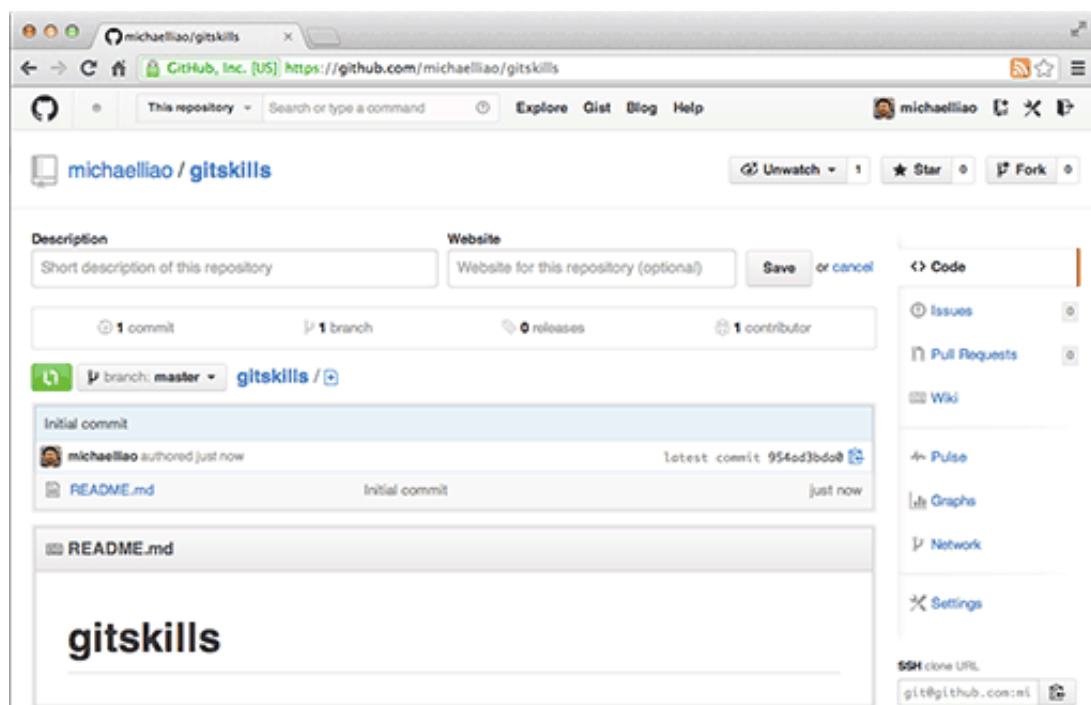 michaelliao/gitskills
GitHub, Inc. [US] https://github.com/michaelliao/gitskills
This repository Search or type a command Explore Gist Blog Help michaelliao
michaelliao / gitskills
Unwatch 1 Star 0 Fork 0
Description Website
Short description of this repository Website for this repository (optional) Save or cancel
<> Code
1 commit 1 branch 0 releases 1 contributor
Issues 0
Pull Requests 0
branch: master gitskills /
Wiki
Initial commit
michaelliao authored just now latest commit 954ad3bda0
Pulse
README.md Initial commit just now
Graphs
README.md
Network
Settings
gitskills
SSH clone URL
git@github.com:mi